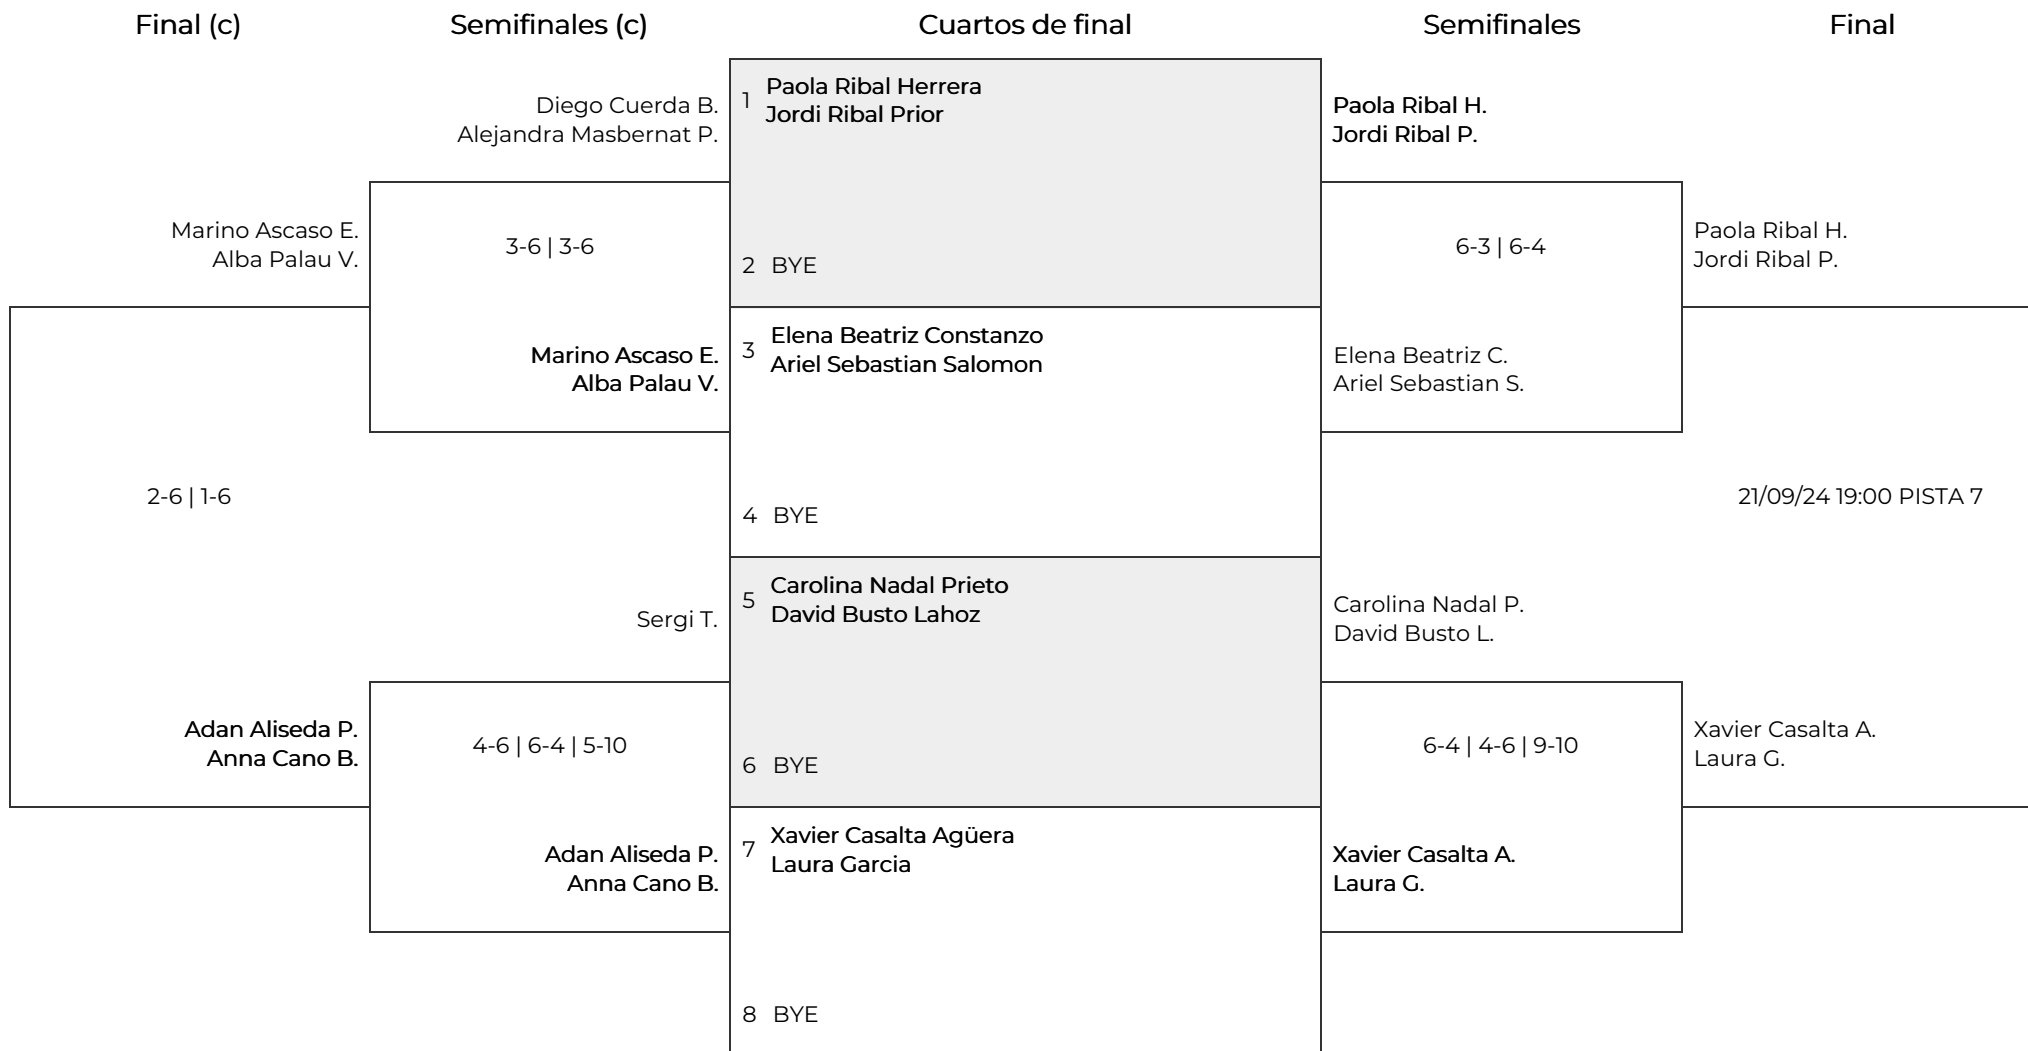 Final (c)
Semifinales (c)
Cuartos de final
Semifinales
Final
Diego Cuerda B.
Alejandra Masbernat P.
3-6 | 3-6
Marino Ascaso E.
Alba Palau V.
Marino Ascaso E.
Alba Palau V.
2-6 | 1-6
Sergi T.
4-6 | 6-4 | 5-10
Adan Aliseda P.
Anna Cano B.
Adan Aliseda P.
Anna Cano B.
1 Paola Ribal Herrera
Jordi Ribal Prior
2 BYE
3 Elena Beatriz Constanzo
Ariel Sebastian Salomon
4 BYE
5 Carolina Nadal Prieto
David Busto Lahoz
6 BYE
7 Xavier Casalta Agüera
Laura Garcia
8 BYE
Paola Ribal H.
Jordi Ribal P.
6-3 | 6-4
Elena Beatriz C.
Ariel Sebastian S.
Carolina Nadal P.
David Busto L.
6-4 | 4-6 | 9-10
Xavier Casalta A.
Laura G.
Paola Ribal H.
Jordi Ribal P.
21/09/24 19:00 PISTA 7
Xavier Casalta A.
Laura G.